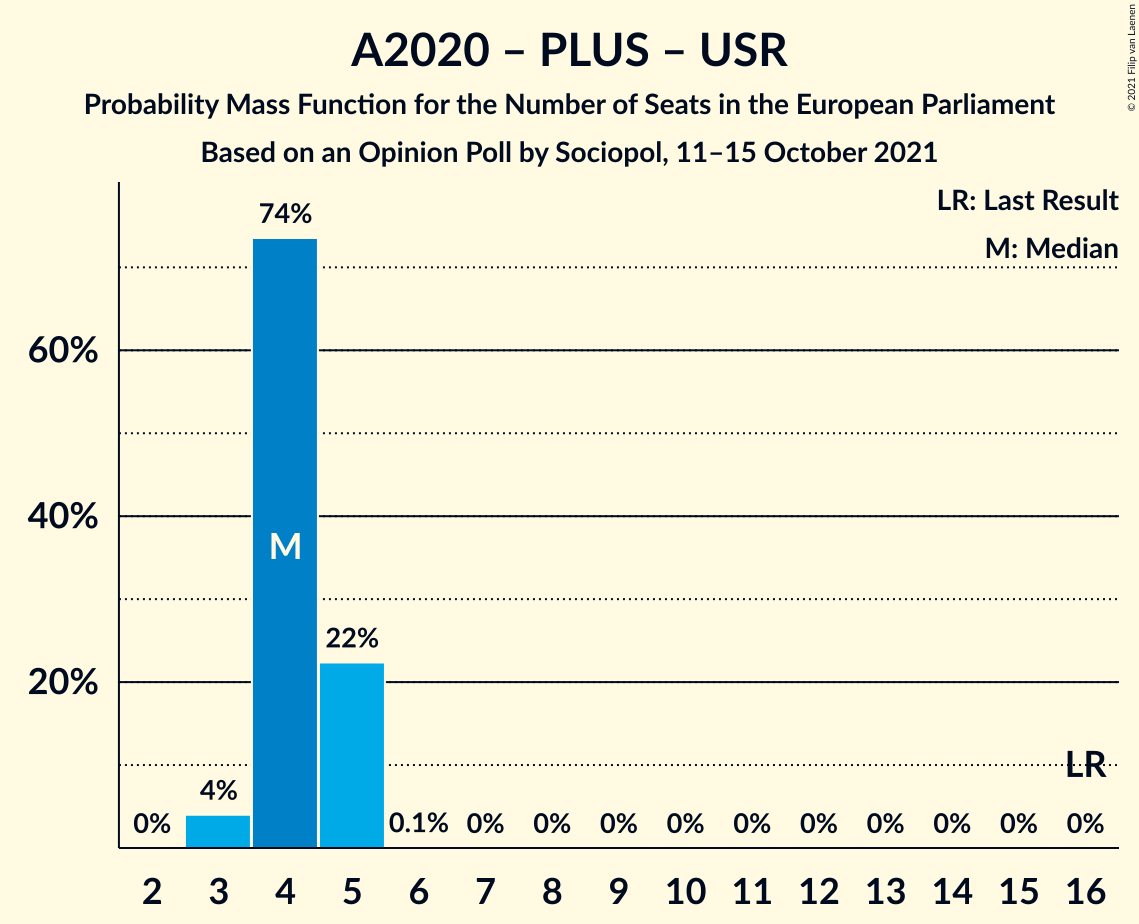 A2020 – PLUS – USR
Probability Mass Function for the Number of Seats in the European Parliament
Based on an Opinion Poll by Sociopol, 11–15 October 2021
© 2021 Filip van Laenen
LR: Last Result
M: Median
74%
60%
40%
M
22%
20%
LR
4%
0% 0.1% 0% 0% 0% 0% 0% 0% 0% 0% 0% 0%
2 3 4 5 6 7 8 9 10 11 12 13 14 15 16